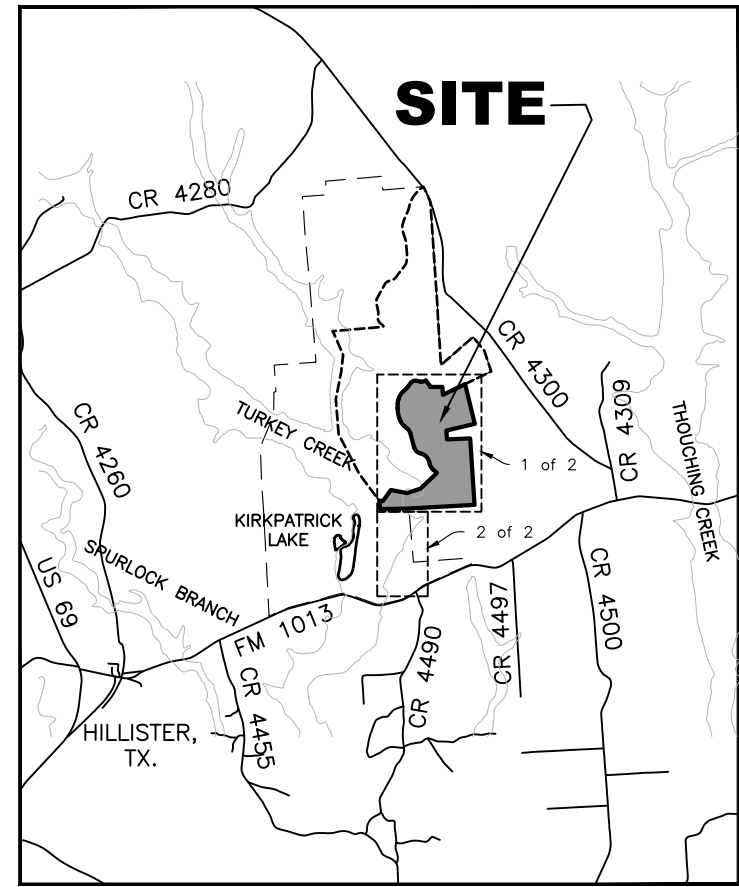 SITE
CR 4280
CR 4300
CR 4309
THOUCHING CREEK
TURKEY CREEK
CR 4260
1 of 2
KIRKPATRICK
LAKE
2 of 2
SPURLOCK BRANCH
US 69
FM 1013
CR 4497
CR 4500
CR 4490
CR 4455
HILLISTER,
TX.